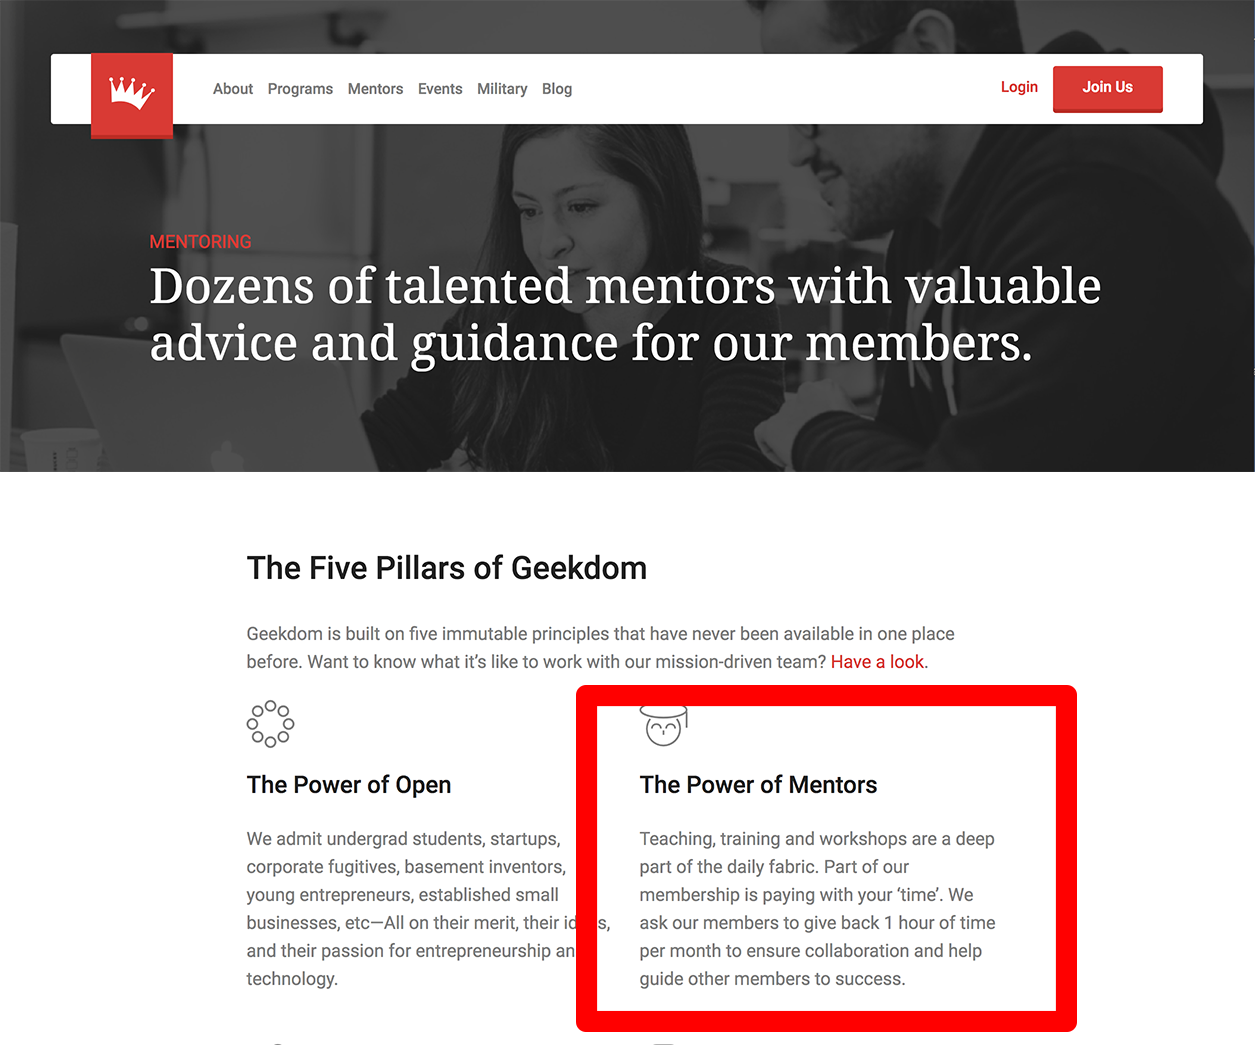 About Programs Mentors Events Military Blog Login Join Us
MENTORING
Dozens of talented mentors with valuable
advice and guidance for our members.
The Five Pillars of Geekdom
Geekdom is built on five immutable principles that have never been available in one place
before. Want to know what it’s like to work with our mission-driven team? Have a look.
The Power of Open
We admit undergrad students, startups,
corporate fugitives, basement inventors,
young entrepreneurs, established small
businesses, etc—All on their merit, their
and their passion for entrepreneurship
technology.
The Power of Mentors
Teaching, training and workshops are a deep
part of the daily fabric. Part of our
membership is paying with your ‘time’. We
ask our members to give back 1 hour of time
per month to ensure collaboration and help
guide other members to success.